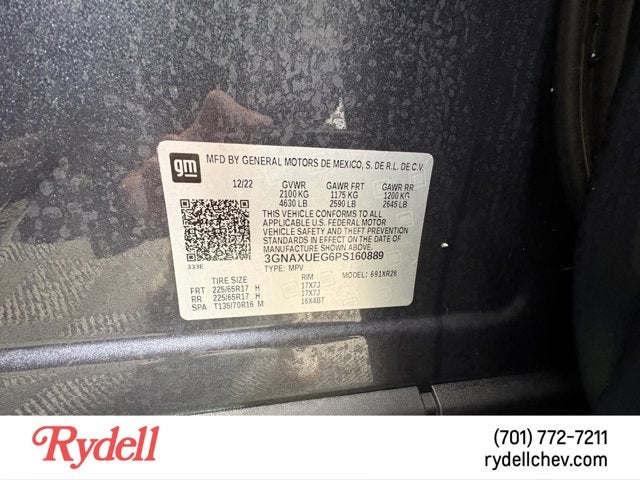 gm MFD BY GENERAL MOTORS DE MEXICO, S. DE R.L. DE C.V.
12/22 GVWR GAWR FRT GAWR RR
2100 KG 1175 KG 1200 KG
4630 LB 2590 LB 2645 LB
THIS VEHICLE CONFORMS TO ALL
APPLICABLE U.S. FEDERAL MOTOR
VEHICLE SAFETY AND THEFT PREVENTION
STANDARDS IN EFFECT ON THE DATE OF
MANUFACTURE SHOWN ABOVE.
3GNAXUEG6PS160889
333E TYPE: MPV 691XR26
TIRE SIZE RIM
FRT 225/65R17 H 17X7J
RR 225/65R17 H 17X7J
SPA T135/70R16 M 16X4BT
Rydell
(701) 772-7211
rydellchev.com